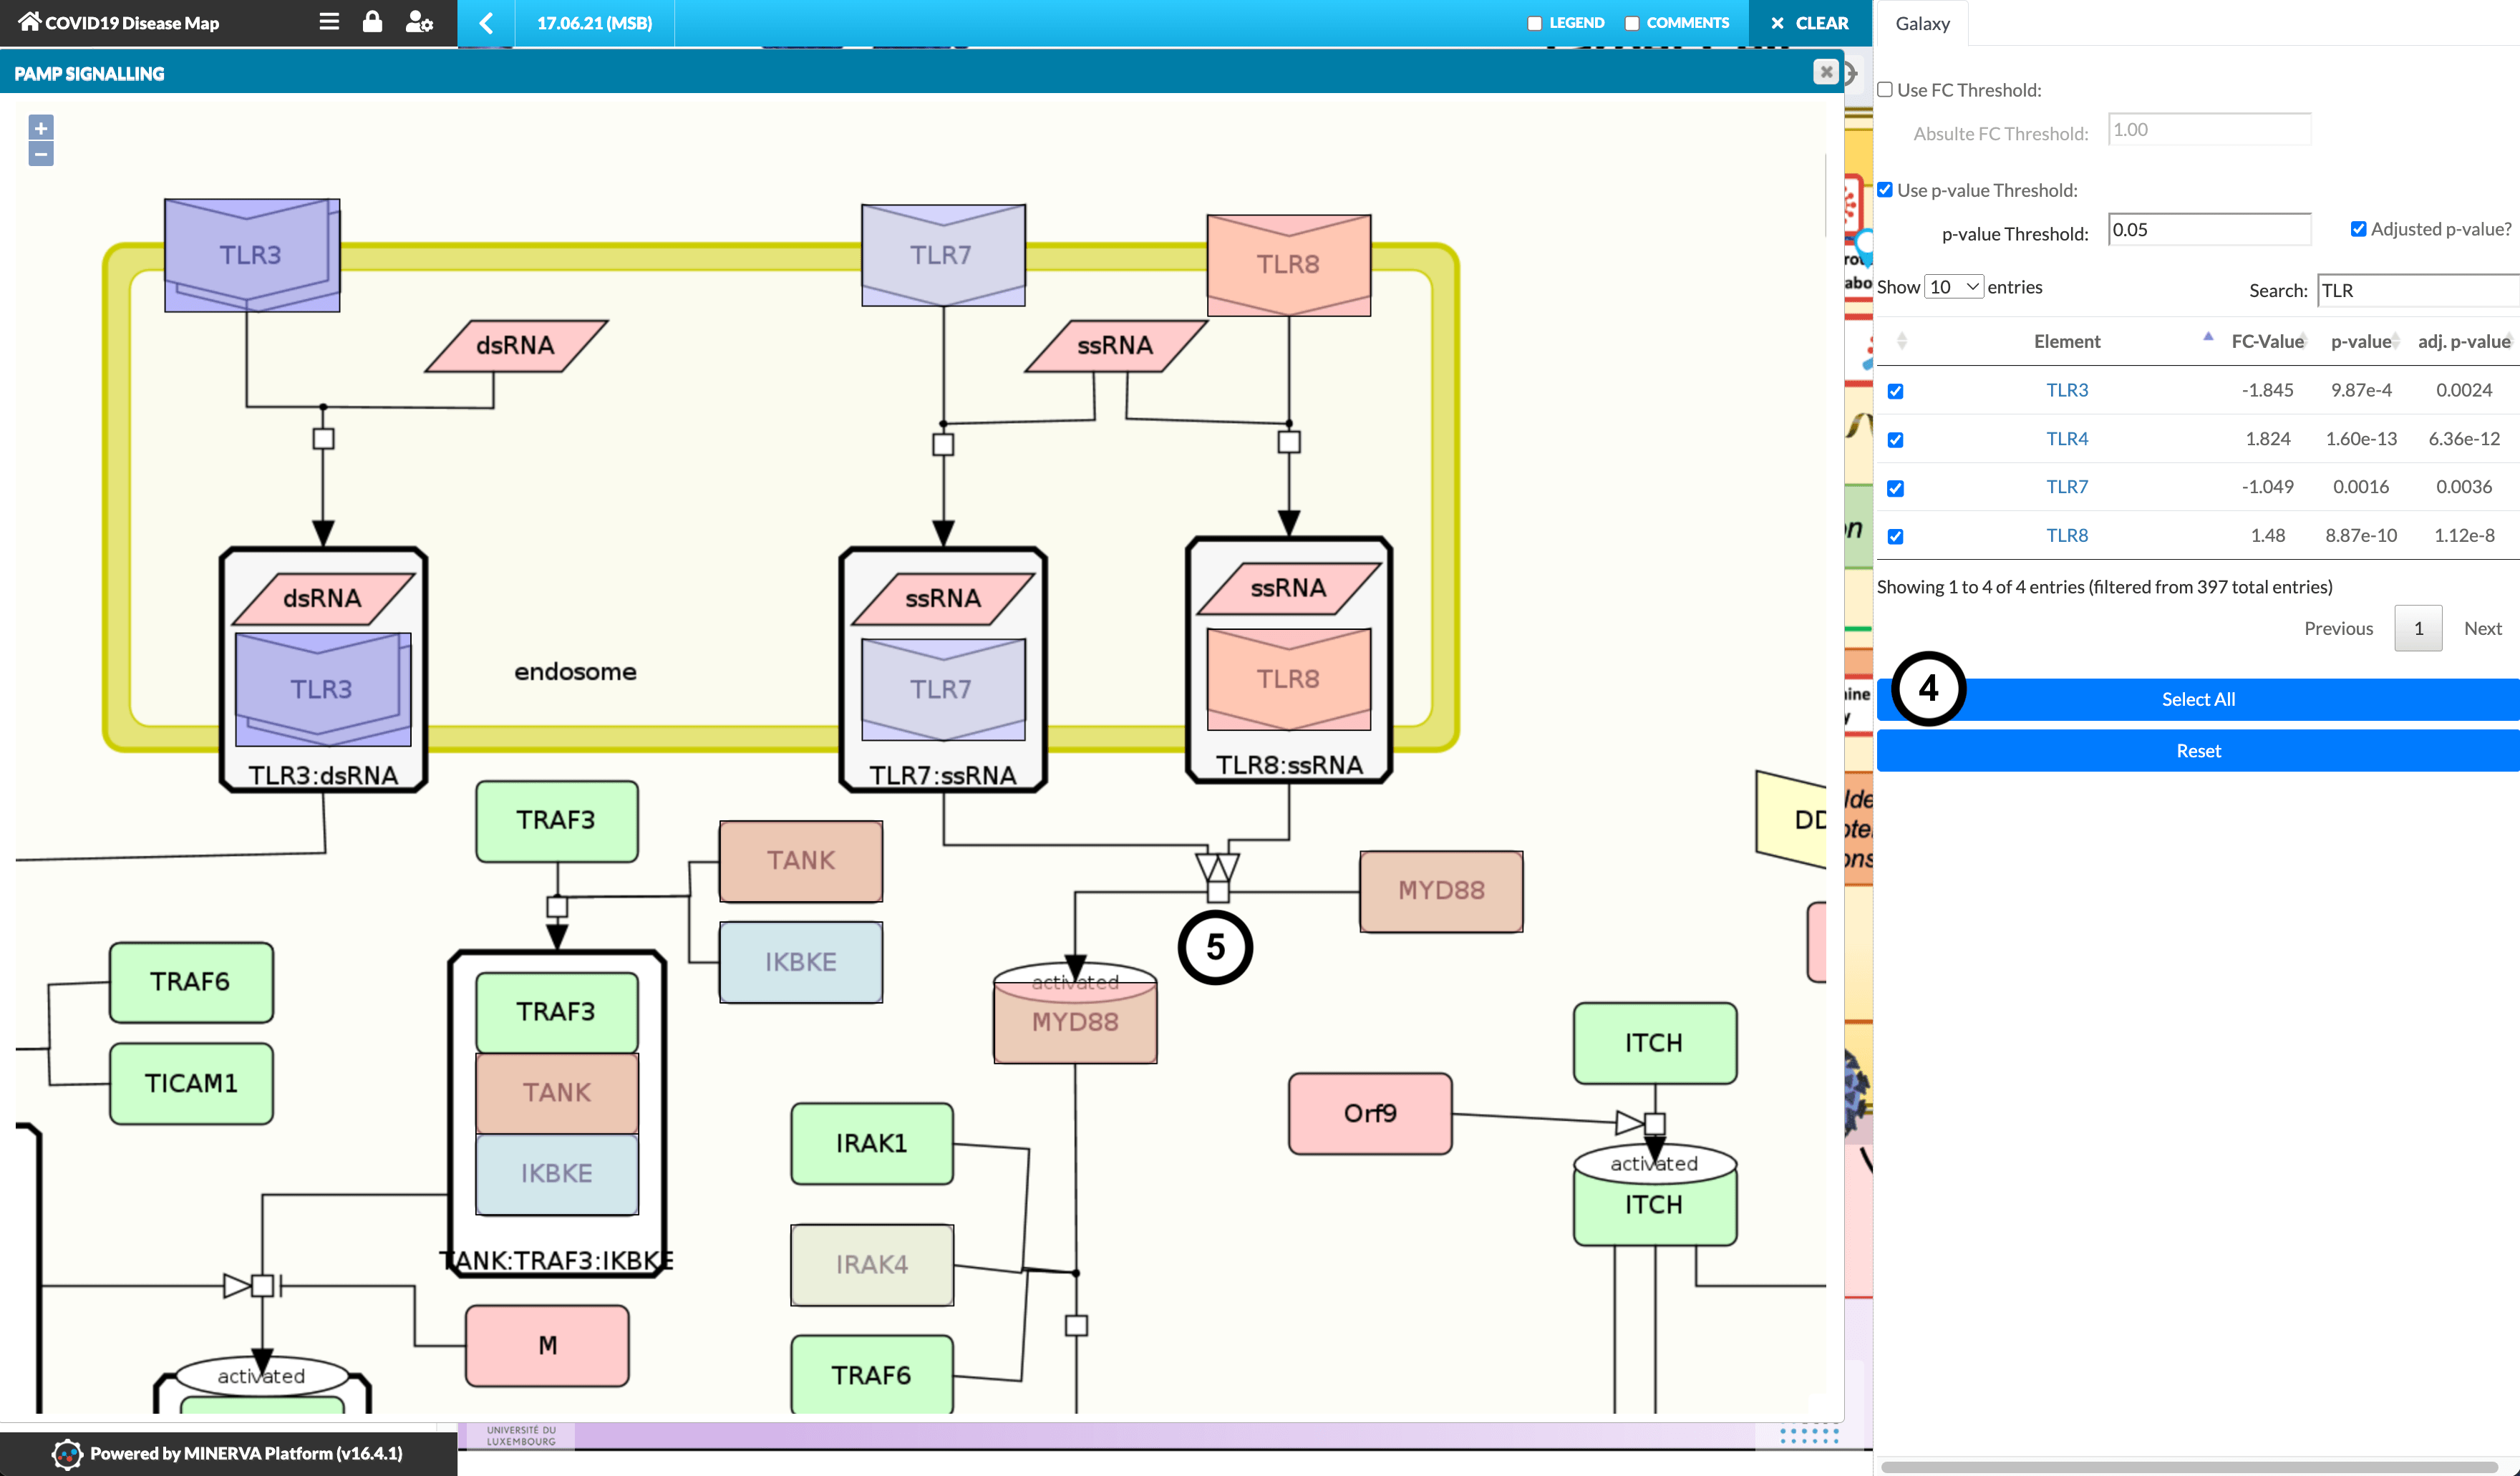 COVID19 Disease Map
17.06.21 (MSB)
LEGEND
COMMENTS
× CLEAR
PAMP SIGNALLING
+
−
TLR3
TLR7
TLR8
dsRNA
ssRNA
dsRNA
ssRNA
ssRNA
TLR3
TLR7
TLR8
endosome
TLR3:dsRNA
TLR7:ssRNA
TLR8:ssRNA
TRAF3
TANK
IKBKE
MYD88
5
activated
MYD88
TRAF6
TICAM1
TRAF3
TANK
IKBKE
TANK:TRAF3:IKBKE
IRAK1
IRAK4
TRAF6
Orf9
ITCH
activated
ITCH
M
activated
UNIVERSITÉ DU
LUXEMBOURG
Powered by MINERVA Platform (v16.4.1)
Galaxy
Use FC Threshold:
Absulte FC Threshold: 1.00
Use p-value Threshold:
p-value Threshold: 0.05 Adjusted p-value?
Show 10 entries Search: TLR
Element FC-Value p-value adj. p-value
TLR3 -1.845 9.87e-4 0.0024
TLR4 1.824 1.60e-13 6.36e-12
TLR7 -1.049 0.0016 0.0036
TLR8 1.48 8.87e-10 1.12e-8
Showing 1 to 4 of 4 entries (filtered from 397 total entries)
Previous 1 Next
4
Select All
Reset